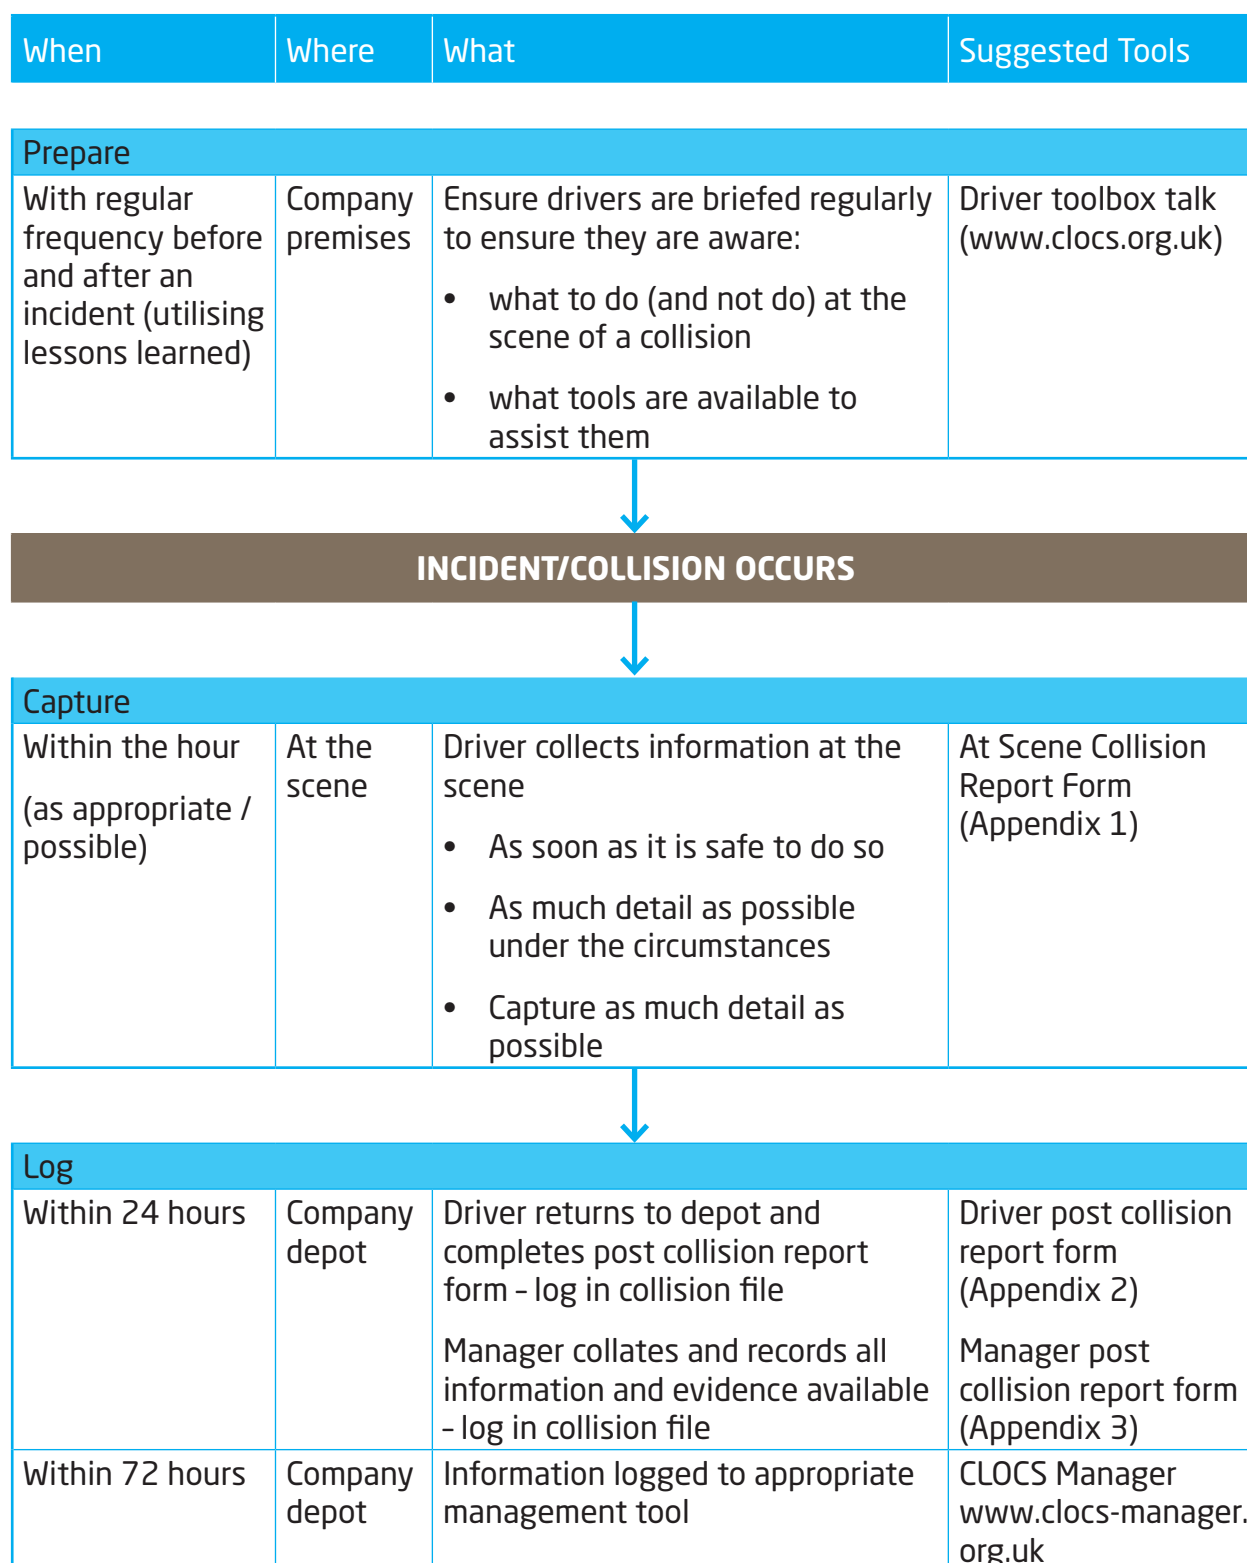 When Where What Suggested Tools
Prepare
With regular
frequency before
and after an
incident (utilising
lessons learned)
Company
premises
Ensure drivers are briefed regularly
to ensure they are aware:
• what to do (and not do) at the
scene of a collision
• what tools are available to
assist them
Driver toolbox talk
(www.clocs.org.uk)
INCIDENT/COLLISION OCCURS
Capture
Within the hour
(as appropriate /
possible)
At the
scene
Driver collects information at the
scene
• As soon as it is safe to do so
• As much detail as possible
under the circumstances
• Capture as much detail as
possible
At Scene Collision
Report Form
(Appendix 1)
Log
Within 24 hours
Company
depot
Driver returns to depot and
completes post collision report
form – log in collision file
Manager collates and records all
information and evidence available
– log in collision file
Driver post collision
report form
(Appendix 2)
Manager post
collision report form
(Appendix 3)
Within 72 hours
Company
depot
Information logged to appropriate
management tool
CLOCS Manager
www.clocs-manager.
org.uk